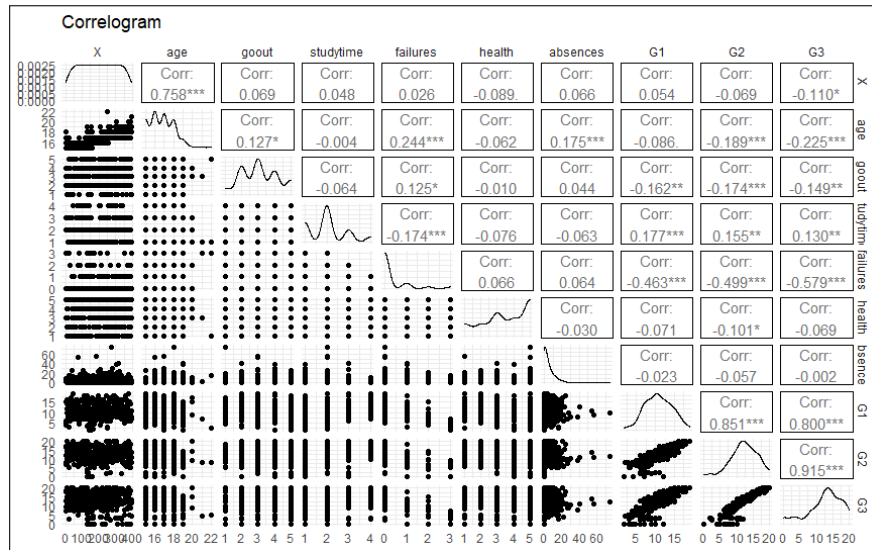 Correlogram
X age goout studytime failures health absences G1 G2 G3
0.0025
0.0020
0.0015
0.0010
0.0005
0.0000
Corr: Corr: Corr: Corr: Corr: Corr: Corr: Corr: Corr:
0.758*** 0.069 0.048 0.026 -0.089. 0.066 0.054 -0.069 -0.110*
X
22
20
18
16
Corr: Corr: Corr: Corr: Corr: Corr: Corr: Corr:
0.127* -0.004 0.244*** -0.062 0.175*** -0.086. -0.189*** -0.225***
age
5
4
3
2
1
Corr: Corr: Corr: Corr: Corr: Corr: Corr:
-0.064 0.125* -0.010 0.044 -0.162** -0.174*** -0.149**
goout
4
3
2
1
Corr: Corr: Corr: Corr: Corr: Corr:
-0.174*** -0.076 -0.063 0.177*** 0.155** 0.130**
tudytim
3
2
1
0
Corr: Corr: Corr: Corr: Corr:
0.066 0.064 -0.463*** -0.499*** -0.579***
failures
5
4
3
2
1
Corr: Corr: Corr: Corr:
-0.030 -0.071 -0.101* -0.069
health
60
40
20
0
Corr: Corr: Corr:
-0.023 -0.057 -0.002
bsence
15
10
5
Corr: Corr:
0.851*** 0.800***
G1
20
15
10
5
0
Corr:
0.915***
G2
20
15
10
5
0
G3
0 100 200 300 400 16 18 20 22 1 2 3 4 5 1 2 3 4 0 1 2 3 1 2 3 4 5 0 20 40 60 5 10 15 0 5 10 15 20 0 5 10 15 20